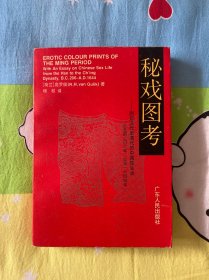 EROTIC COLOUR PRINTS
OF THE MING PERIOD
With An Essay on Chinese Sex Life
from the Han to the Ch'ing
Dynasty, B.C. 206-A.D. 1644
[荷兰]高罗佩(R.H.van Gulik) 著
杨权 译
秘戏图考
广东人民出版社